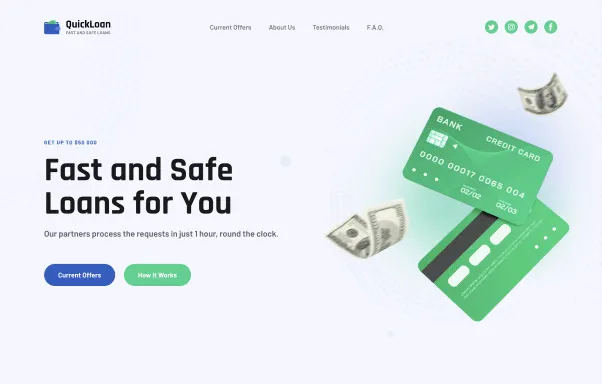 QuickLoan
FAST AND SAFE LOANS
Current Offers
About Us
Testimonials
F.A.Q.
GET UP TO $50 000
Fast and Safe
Loans for You
Our partners process the requests in just 1 hour, round the clock.
Current Offers
How It Works
BANK
CREDIT CARD
0000 00017 0065 004
02/02
02/03